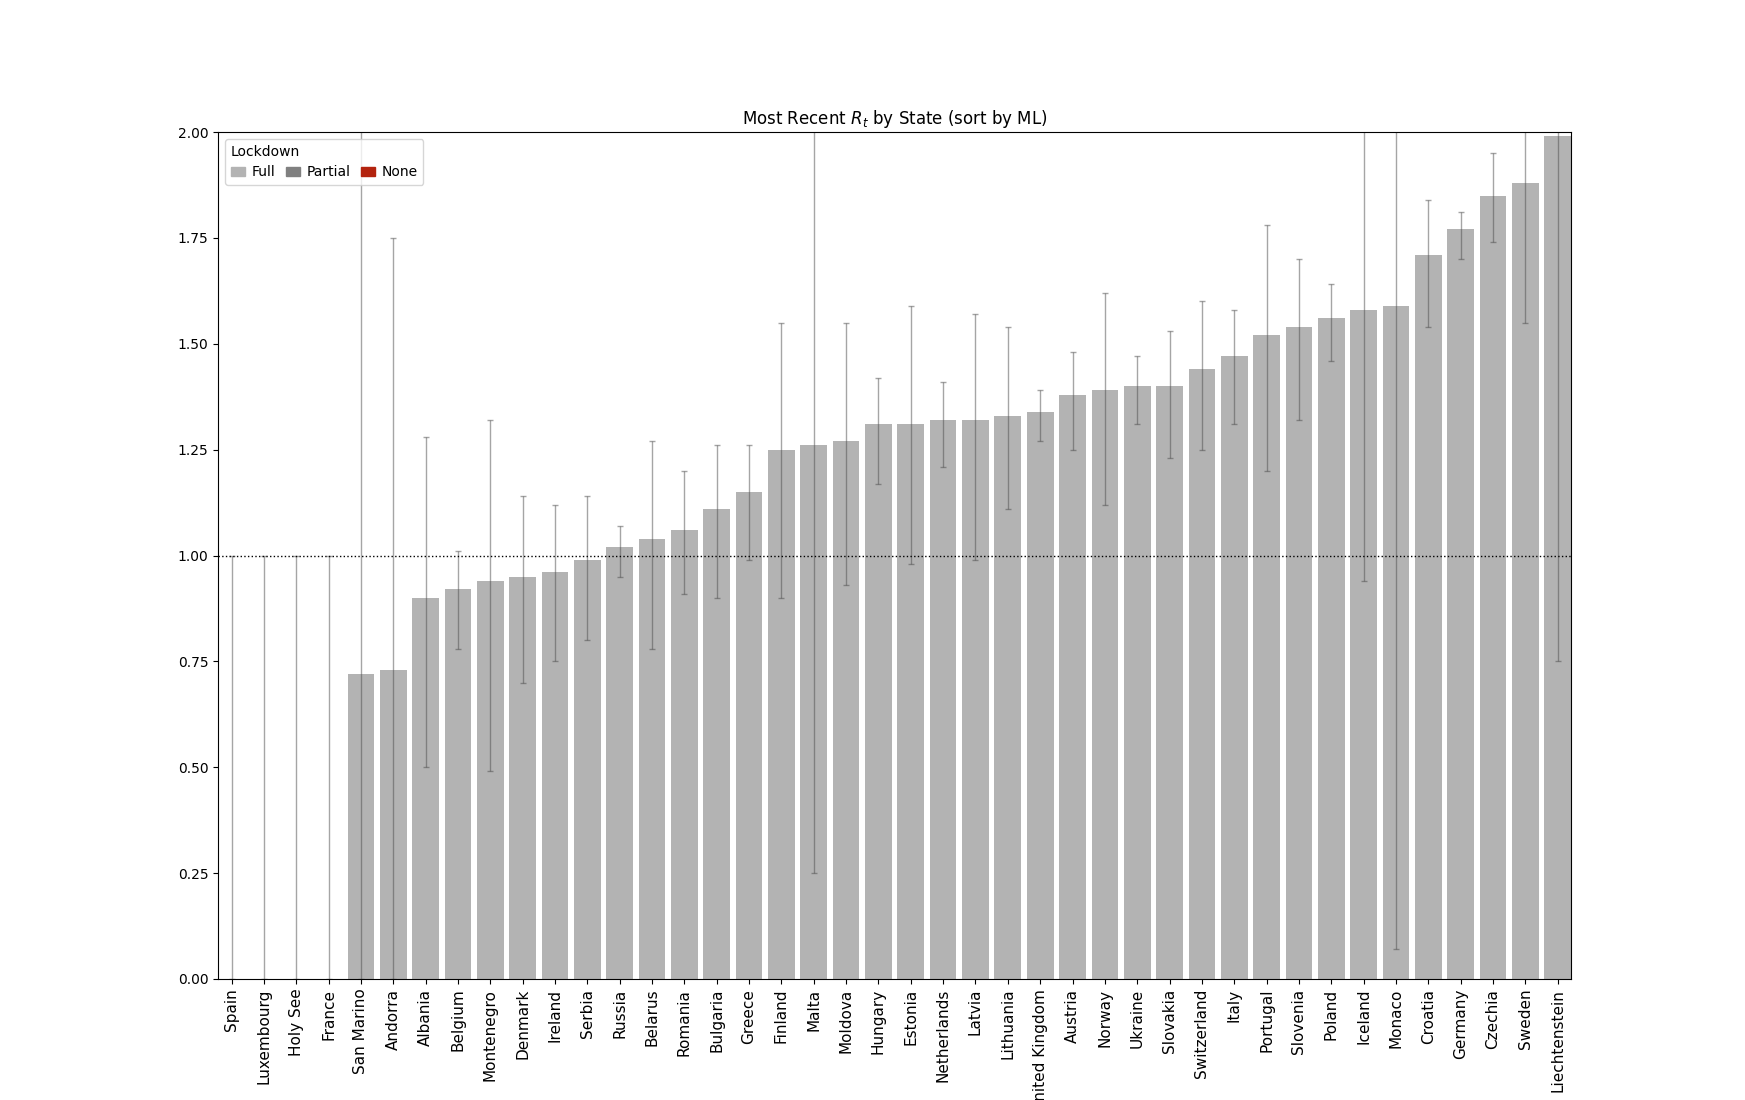 Most Recent R_t by State (sort by ML)
2.00
Lockdown
Full Partial None
1.75
1.50
1.25
1.00
0.75
0.50
0.25
0.00
Spain
Luxembourg
Holy See
France
San Marino
Andorra
Albania
Belgium
Montenegro
Denmark
Ireland
Serbia
Russia
Belarus
Romania
Bulgaria
Greece
Finland
Malta
Moldova
Hungary
Estonia
Netherlands
Latvia
Lithuania
nited Kingdom
Austria
Norway
Ukraine
Slovakia
Switzerland
Italy
Portugal
Slovenia
Poland
Iceland
Monaco
Croatia
Germany
Czechia
Sweden
Liechtenstein